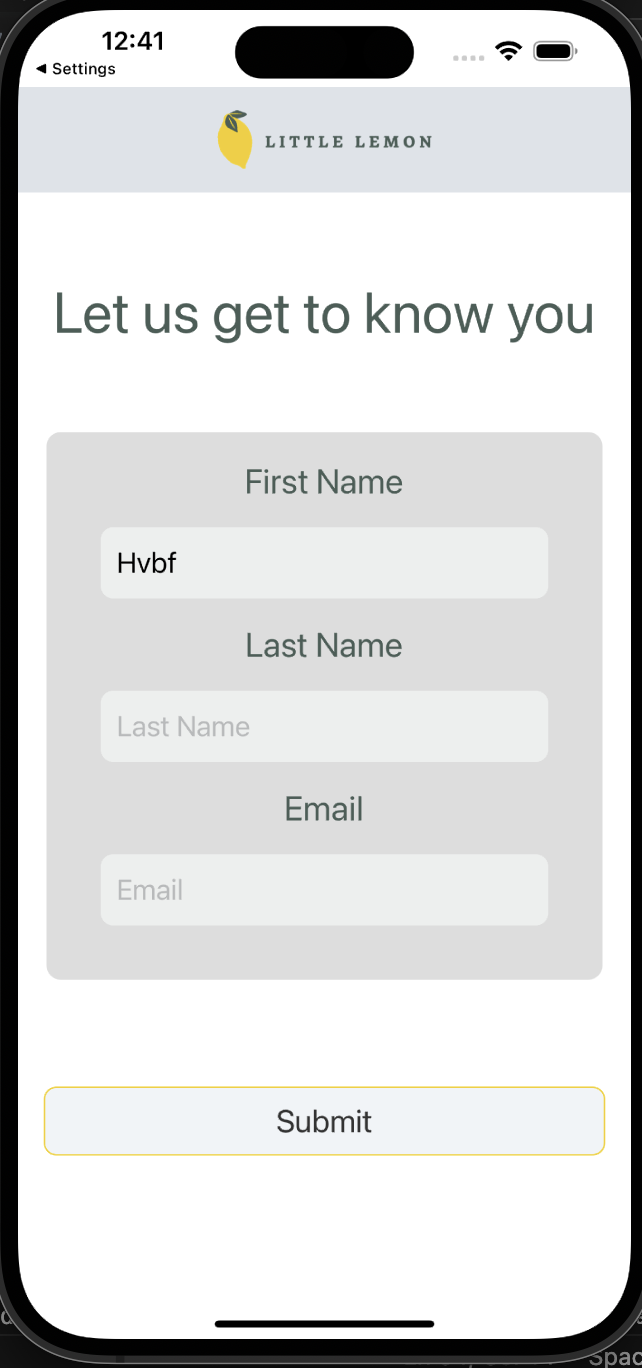 12:41
◀ Settings
LITTLE LEMON
Let us get to know you
First Name
Hvbf
Last Name
Last Name
Email
Email
Submit